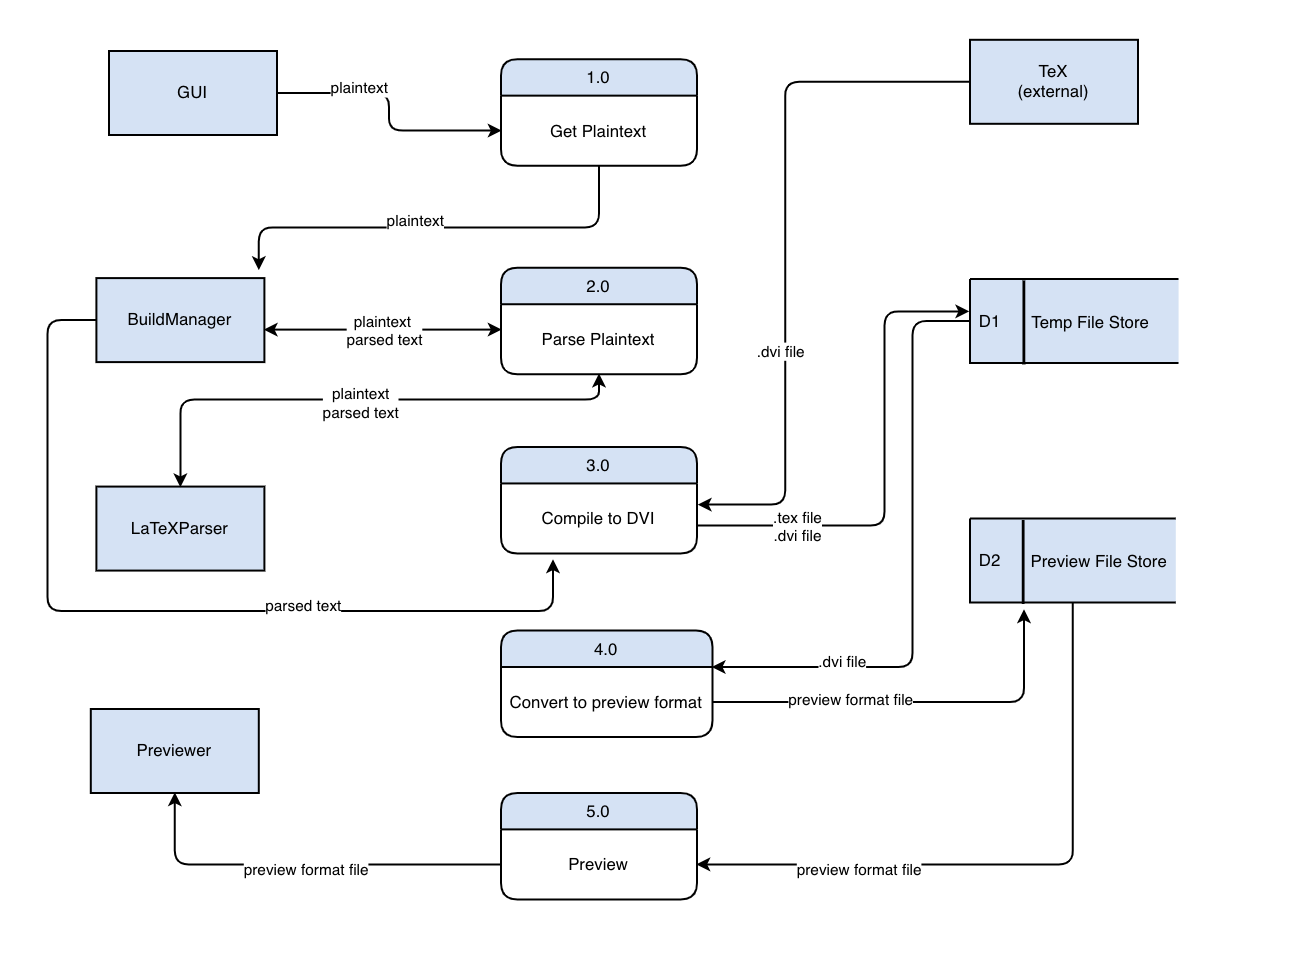 GUI
plaintext
1.0
Get Plaintext
TeX
(external)
plaintext
BuildManager
plaintext
parsed text
2.0
Parse Plaintext
.dvi file
D1
Temp File Store
plaintext
parsed text
LaTeXParser
3.0
Compile to DVI
.tex file
.dvi file
D2
Preview File Store
parsed text
4.0
Convert to preview format
.dvi file
preview format file
Previewer
5.0
Preview
preview format file
preview format file